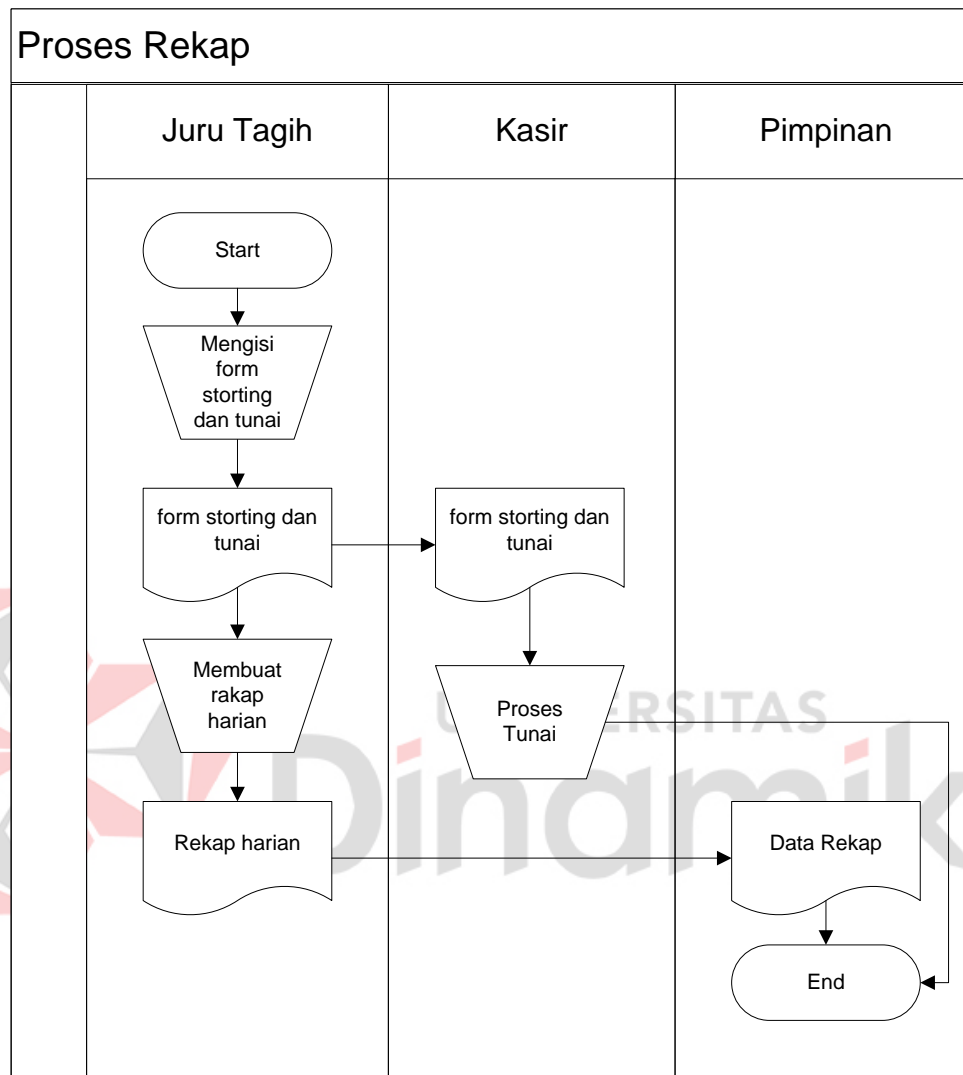 Proses Rekap
Juru Tagih
Kasir
Pimpinan
Start
Mengisi
form
storting
dan tunai
form storting dan
tunai
form storting dan
tunai
Membuat
rakap
harian
Proses
Tunai
Rekap harian
Data Rekap
End
UNIVERSITAS
Dinamika